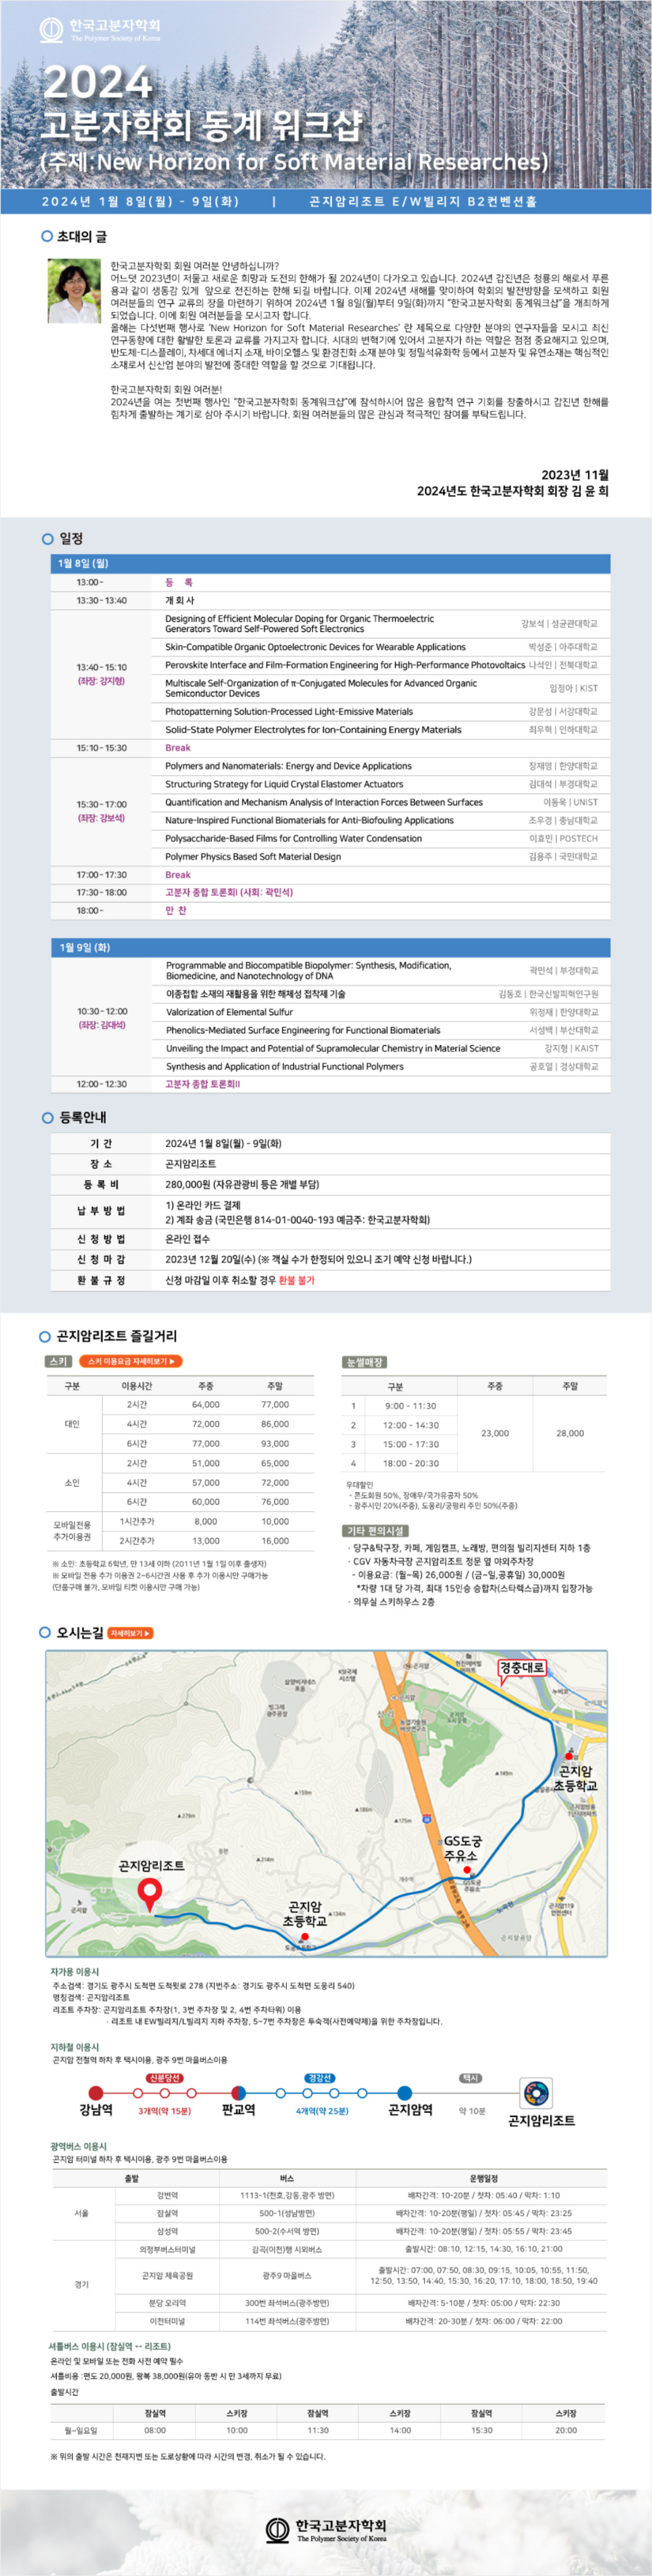 한국고분자학회
The Polymer Society of Korea
2024
고분자학회 동계 워크샵
(주제:New Horizon for Soft Material Researches)
2024년 1월 8일(월) - 9일(화) | 곤지암리조트 E/W빌리지 B2컨벤션홀
초대의 글
한국고분자학회 회원 여러분 안녕하십니까?
어느덧 2023년이 저물고 새로운 희망과 도전의 한해가 될 2024년이 다가오고 있습니다. 2024년 갑진년은 청룡의 해로서 푸른
용과 같이 생동감 있게 앞으로 전진하는 한해 되길 바랍니다. 이제 2024년 새해를 맞이하여 학회의 발전방향을 모색하고 회원
여러분들의 연구 교류의 장을 마련하기 위하여 2024년 1월 8일(월)부터 9일(화)까지 "한국고분자학회 동계워크샵"을 개최하게
되었습니다. 이에 회원 여러분들을 모시고자 합니다.
올해는 다섯번째 행사로 'New Horizon for Soft Material Researches' 란 제목으로 다양한 분야의 연구자들을 모시고 최신
연구동향에 대한 활발한 토론과 교류를 가지고자 합니다. 시대의 변혁기에 있어서 고분자가 하는 역할은 점점 중요해지고 있으며,
반도체-디스플레이, 차세대 에너지 소재, 바이오헬스 및 환경진화 소재 분야 및 정밀석유화학 등에서 고분자 및 유연소재는 핵심적인
소재로서 신산업 분야의 발전에 중대한 역할을 할 것으로 기대됩니다.
한국고분자학회 회원 여러분!
2024년을 여는 첫번째 행사인 "한국고분자학회 동계워크샵"에 참석하시어 많은 융합적 연구 기회를 창출하시고 갑진년 한해를
힘차게 출발하는 계기로 삼아 주시기 바랍니다. 회원 여러분들의 많은 관심과 적극적인 참여를 부탁드립니다.
2023년 11월
2024년도 한국고분자학회 회장 김 윤 희
일정
1월 8일 (월)
13:00- 등 록
13:30-13:40 개회사
13:40-15:10
(좌장: 강지형)
Designing of Efficient Molecular Doping for Organic Thermoelectric
Generators Toward Self-Powered Soft Electronics 강보석 | 성균관대학교
Skin-Compatible Organic Optoelectronic Devices for Wearable Applications 박성준 | 아주대학교
Perovskite Interface and Film-Formation Engineering for High-Performance Photovoltaics 나석인 | 전북대학교
Multiscale Self-Organization of π-Conjugated Molecules for Advanced Organic
Semiconductor Devices 임정아 | KIST
Photopatterning Solution-Processed Light-Emissive Materials 강문성 | 서강대학교
Solid-State Polymer Electrolytes for Ion-Containing Energy Materials 최우혁 | 인하대학교
15:10-15:30 Break
15:30-17:00
(좌장: 강보석)
Polymers and Nanomaterials: Energy and Device Applications 장재영 | 한양대학교
Structuring Strategy for Liquid Crystal Elastomer Actuators 김대석 | 부경대학교
Quantification and Mechanism Analysis of Interaction Forces Between Surfaces 이동욱 | UNIST
Nature-Inspired Functional Biomaterials for Anti-Biofouling Applications 조우경 | 충남대학교
Polysaccharide-Based Films for Controlling Water Condensation 이효민 | POSTECH
Polymer Physics Based Soft Material Design 김용주 | 국민대학교
17:00-17:30 Break
17:30-18:00 고분자 종합 토론회I (사회: 곽민석)
18:00- 만 찬
1월 9일 (화)
10:30-12:00
(좌장: 김대석)
Programmable and Biocompatible Biopolymer: Synthesis, Modification,
Biomedicine, and Nanotechnology of DNA 곽민석 | 부경대학교
이종접합 소재의 재활용을 위한 해체성 접착제 기술 김동호 | 한국신발피혁연구원
Valorization of Elemental Sulfur 위정재 | 한양대학교
Phenolics-Mediated Surface Engineering for Functional Biomaterials 서성백 | 부산대학교
Unveiling the Impact and Potential of Supramolecular Chemistry in Material Science 강지형 | KAIST
Synthesis and Application of Industrial Functional Polymers 공호열 | 경상대학교
12:00-12:30 고분자 종합 토론회II
등록안내
기 간 2024년 1월 8일(월) - 9일(화)
장 소 곤지암리조트
등 록 비 280,000원 (자유관광비 등은 개별 부담)
납 부 방 법 1) 온라인 카드 결제
2) 계좌 송금 (국민은행 814-01-0040-193 예금주: 한국고분자학회)
신 청 방 법 온라인 접수
신 청 마 감 2023년 12월 20일(수) (※ 객실 수가 한정되어 있으니 조기 예약 신청 바랍니다.)
환 불 규 정 신청 마감일 이후 취소할 경우 환불 불가
곤지암리조트 즐길거리
스키 스키 이용요금 자세히보기 ▶
구분 이용시간 주중 주말
대인 2시간 64,000 77,000
4시간 72,000 86,000
6시간 77,000 93,000
소인 2시간 51,000 65,000
4시간 57,000 72,000
6시간 60,000 76,000
모바일전용
추가이용권 1시간추가 8,000 10,000
2시간추가 13,000 16,000
※ 소인: 초등학교 6학년, 만 13세 이하 (2011년 1월 1일 이후 출생자)
※ 모바일 전용 추가 이용권 2~6시간권 사용 후 추가 이용시만 구매가능
(단품구매 불가, 모바일 티켓 이용시만 구매 가능)
눈썰매장
구분 주중 주말
1 9:00 - 11:30
2 12:00 - 14:30
3 15:00 - 17:30
4 18:00 - 20:30
23,000 28,000
우대할인
- 콘도회원 50%, 장애우/국가유공자 50%
- 광주시민 20%(주중), 도웅리/궁평리 주민 50%(주중)
기타 편의시설
· 당구&탁구장, 카페, 게임캠프, 노래방, 편의점 빌리지센터 지하 1층
· CGV 자동차극장 곤지암리조트 정문 옆 야외주차장
- 이용요금: (월~목) 26,000원 / (금~일,공휴일) 30,000원
*차량 1대 당 가격, 최대 15인승 승합차(스타렉스급)까지 입장가능
· 의무실 스키하우스 2층
오시는길 자세히보기 ▶
경충대로
곤지암
초등학교
GS도궁
주유소
곤지암리조트
곤지암
초등학교
자가용 이용시
주소검색: 경기도 광주시 도척면 도척윗로 278 (지번주소: 경기도 광주시 도척면 도웅리 540)
명칭검색: 곤지암리조트
리조트 주차장: 곤지암리조트 주차장(1, 3번 주차장 및 2, 4번 주차타워) 이용
· 리조트 내 EW빌리지/L빌리지 지하 주차장, 5~7번 주차장은 투숙객(사전예약제)을 위한 주차장입니다.
지하철 이용시
곤지암 전철역 하차 후 택시이용, 광주 9번 마을버스이용
신분당선 경강선 택시
강남역 3개역(약 15분) 판교역 4개역(약 25분) 곤지암역 약 10분 곤지암리조트
광역버스 이용시
곤지암 터미널 하차 후 택시이용, 광주 9번 마을버스이용
출발 버스 운행일정
서울 강변역 1113-1(천호,강동,광주 방면) 배차간격: 10-20분 / 첫차: 05:40 / 막차: 1:10
잠실역 500-1(성남방면) 배차간격: 10-20분(평일) / 첫차: 05:45 / 막차: 23:25
삼성역 500-2(수서역 방면) 배차간격: 10-20분(평일) / 첫차: 05:55 / 막차: 23:45
경기 의정부버스터미널 감곡(이천)행 시외버스 출발시간: 08:10, 12:15, 14:30, 16:10, 21:00
곤지암 체육공원 광주9 마을버스 출발시간: 07:00, 07:50, 08:30, 09:15, 10:05, 10:55, 11:50,
12:50, 13:50, 14:40, 15:30, 16:20, 17:10, 18:00, 18:50, 19:40
분당 오리역 300번 좌석버스(광주방면) 배차간격: 5-10분 / 첫차: 05:00 / 막차: 22:30
이천터미널 114번 좌석버스(광주방면) 배차간격: 20-30분 / 첫차: 06:00 / 막차: 22:00
셔틀버스 이용시 (잠실역 ↔ 리조트)
온라인 및 모바일 또는 전화 사전 예약 필수
셔틀비용 :편도 20,000원, 왕복 38,000원(유아 동반 시 만 3세까지 무료)
출발시간
잠실역 스키장 잠실역 스키장 잠실역 스키장
월~일요일 08:00 10:00 11:30 14:00 15:30 20:00
※ 위의 출발 시간은 천재지변 또는 도로상황에 따라 시간의 변경, 취소가 될 수 있습니다.
한국고분자학회
The Polymer Society of Korea